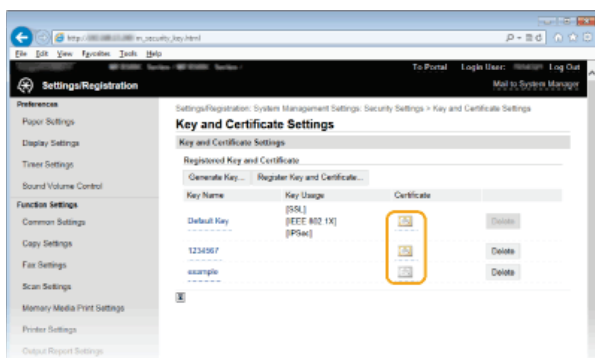 http://
m_security_key.html
File Edit View Favorites Tools Help
To Portal Login User: Log Out
Settings/Registration
Mail to System Manager
Preferences
Paper Settings
Display Settings
Timer Settings
Sound Volume Control
Function Settings
Common Settings
Copy Settings
Fax Settings
Scan Settings
Memory Media Print Settings
Printer Settings
Output Report Settings
Settings/Registration: System Management Settings: Security Settings > Key and Certificate Settings
Key and Certificate Settings
Key and Certificate Settings
Registered Key and Certificate
Generate Key... Register Key and Certificate...
Key Name Key Usage Certificate
Default Key [SSL] Delete
[IEEE 802.1X]
[IPSec]
1234567 Delete
example Delete